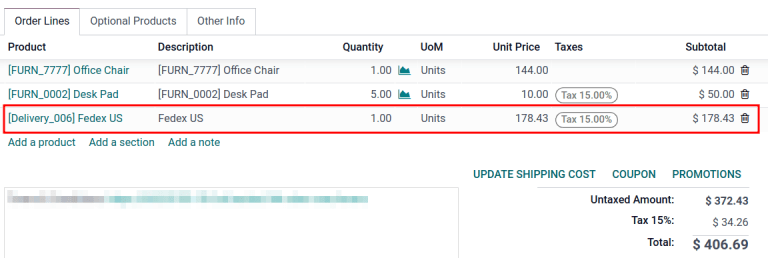 Order Lines Optional Products Other Info
Product Description Quantity UoM Unit Price Taxes Subtotal
[FURN_7777] Office Chair [FURN_7777] Office Chair 1.00 Units 144.00 $ 144.00
[FURN_0002] Desk Pad [FURN_0002] Desk Pad 5.00 Units 10.00 Tax 15.00% $ 50.00
[Delivery_006] Fedex US Fedex US 1.00 Units 178.43 Tax 15.00% $ 178.43
Add a product Add a section Add a note
UPDATE SHIPPING COST COUPON PROMOTIONS
Untaxed Amount: $ 372.43
Tax 15%: $ 34.26
Total: $ 406.69